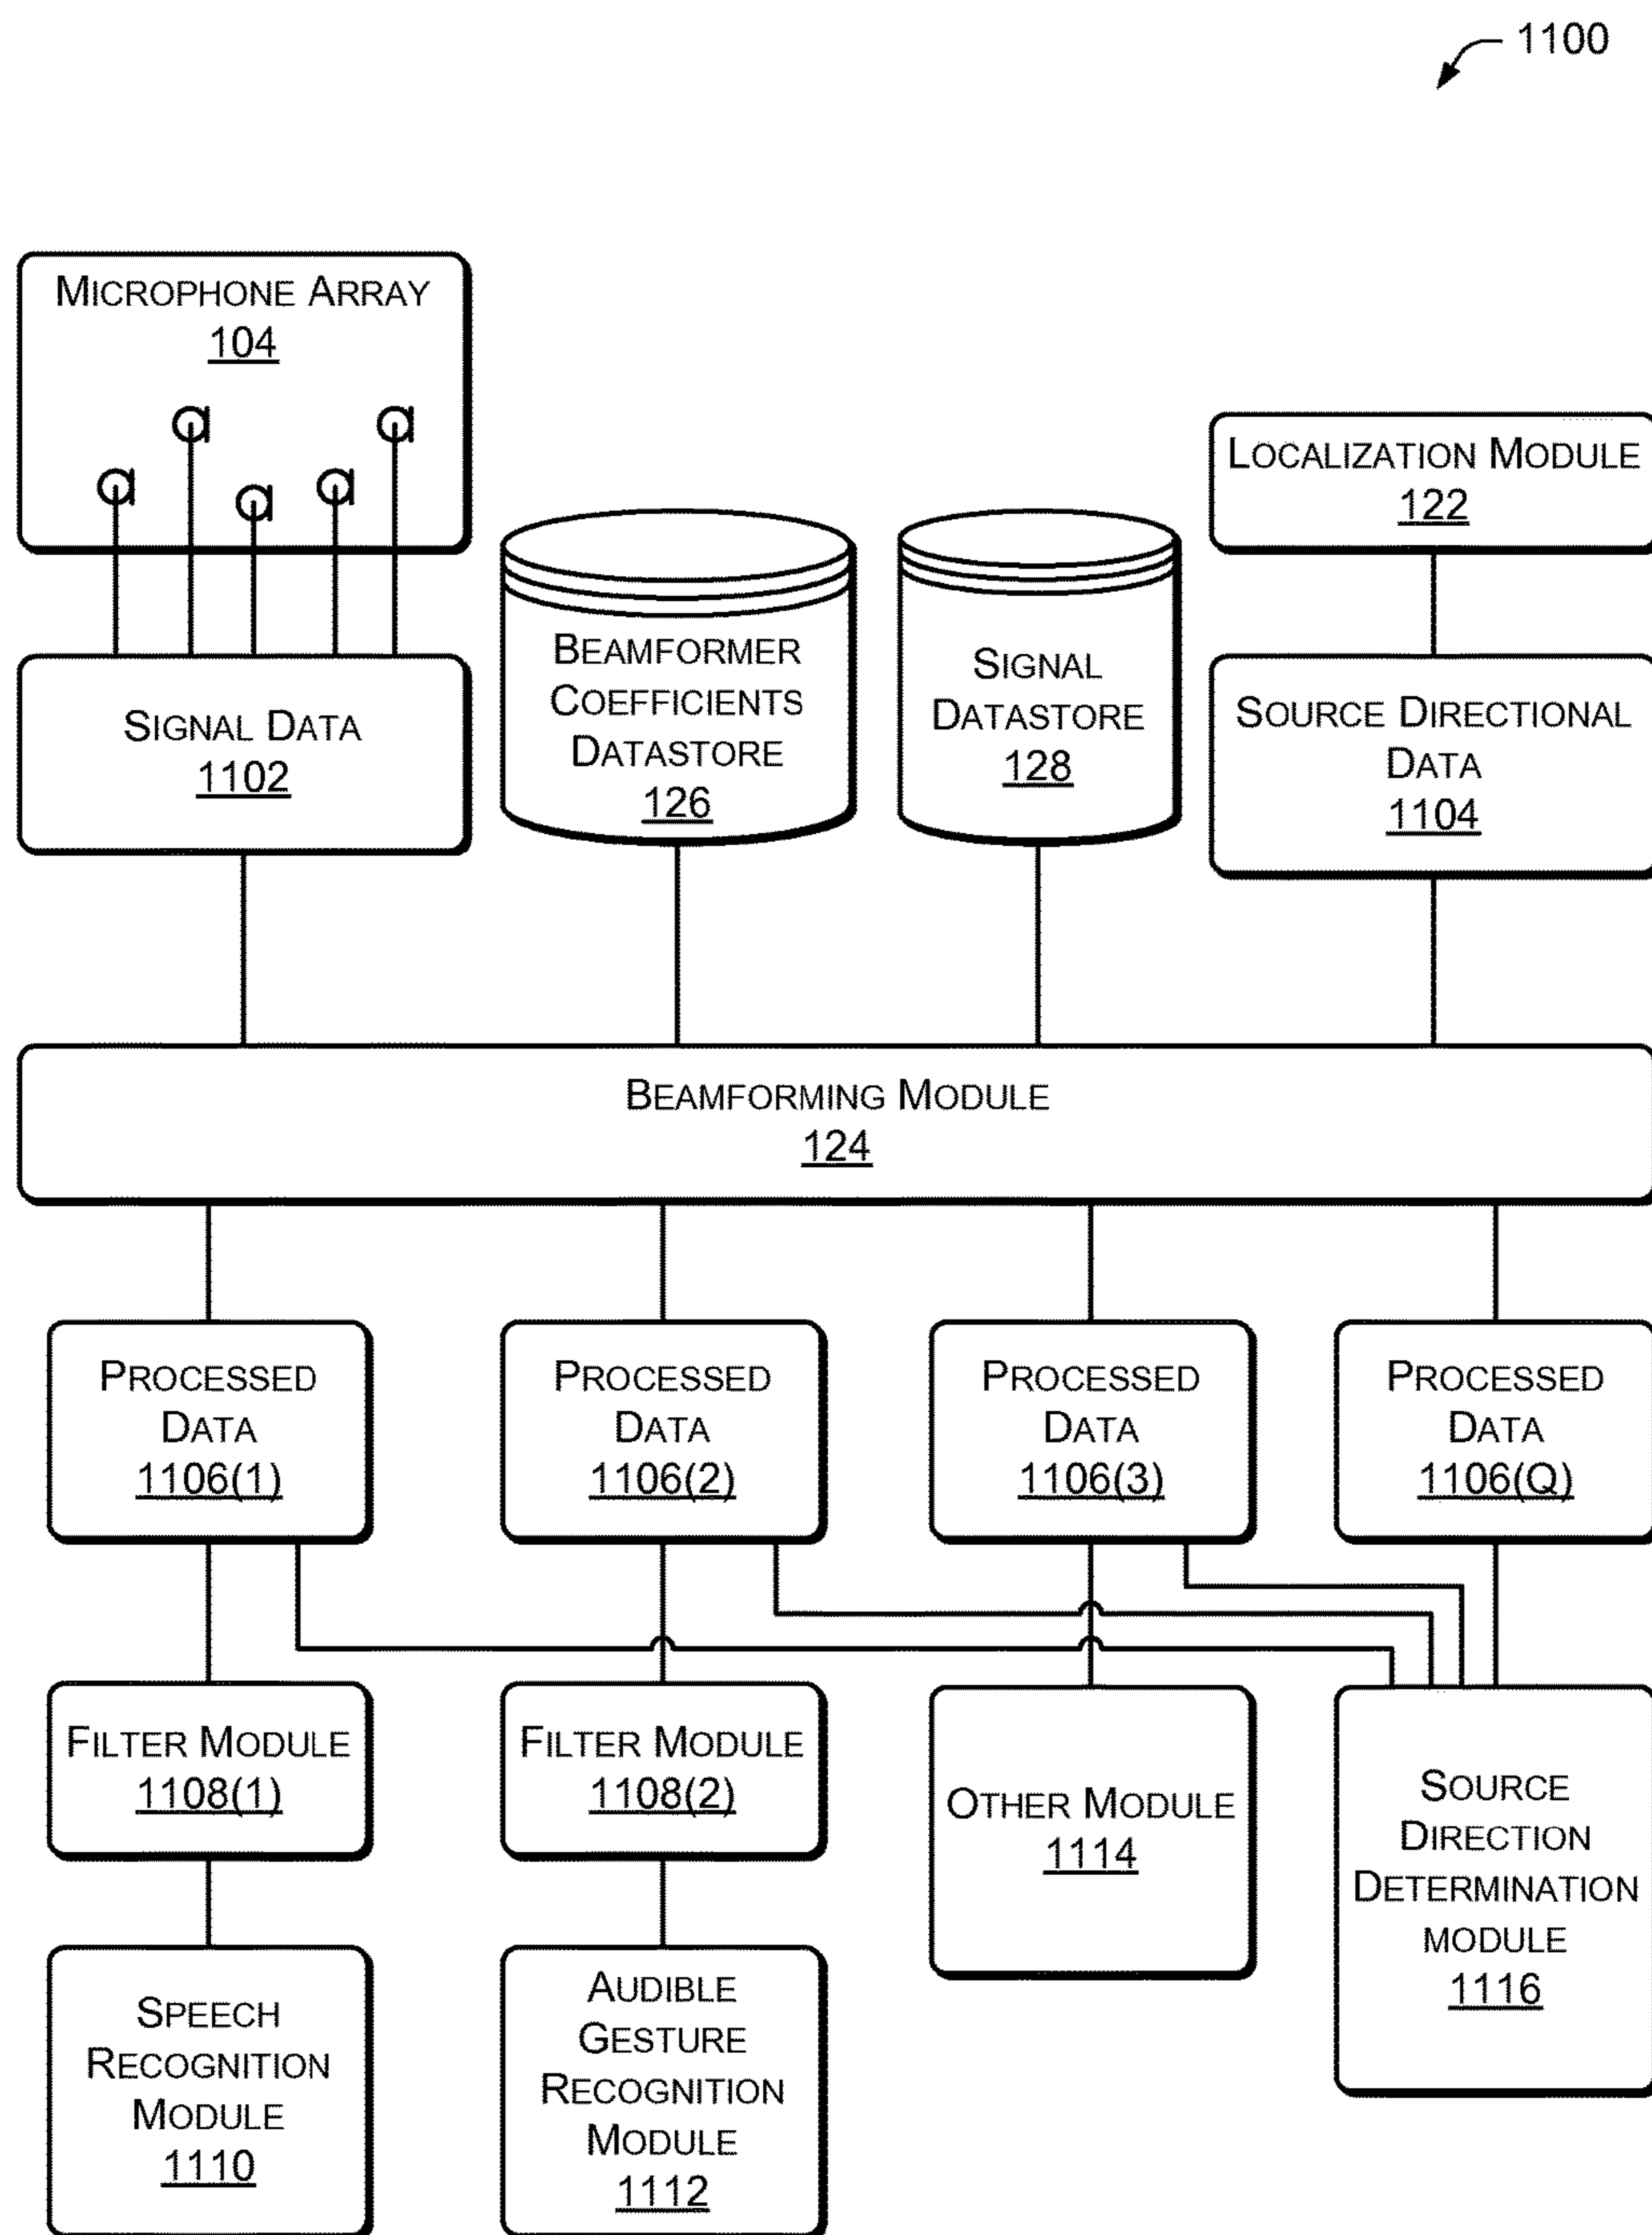 1100
MICROPHONE ARRAY
104
LOCALIZATION MODULE
122
SIGNAL DATA
1102
BEAMFORMER
COEFFICIENTS
DATASTORE
126
SIGNAL
DATASTORE
128
SOURCE DIRECTIONAL
DATA
1104
BEAMFORMING MODULE
124
PROCESSED
DATA
1106(1)
PROCESSED
DATA
1106(2)
PROCESSED
DATA
1106(3)
PROCESSED
DATA
1106(Q)
FILTER MODULE
1108(1)
FILTER MODULE
1108(2)
OTHER MODULE
1114
SOURCE
DIRECTION
DETERMINATION
MODULE
1116
SPEECH
RECOGNITION
MODULE
1110
AUDIBLE
GESTURE
RECOGNITION
MODULE
1112